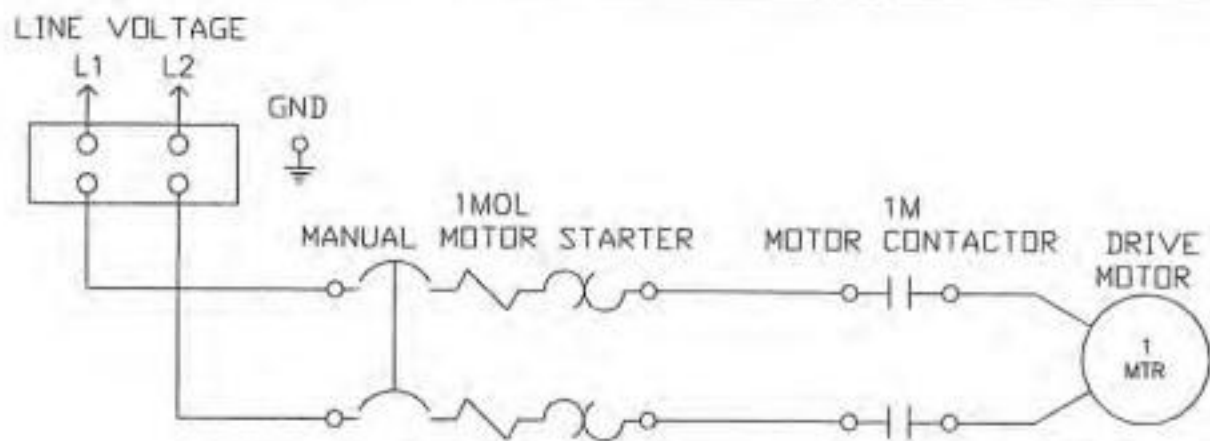 LINE VOLTAGE
L1 L2
GND
1MOL
MANUAL MOTOR STARTER
1M
MOTOR CONTACTOR
DRIVE
MOTOR
1
MTR